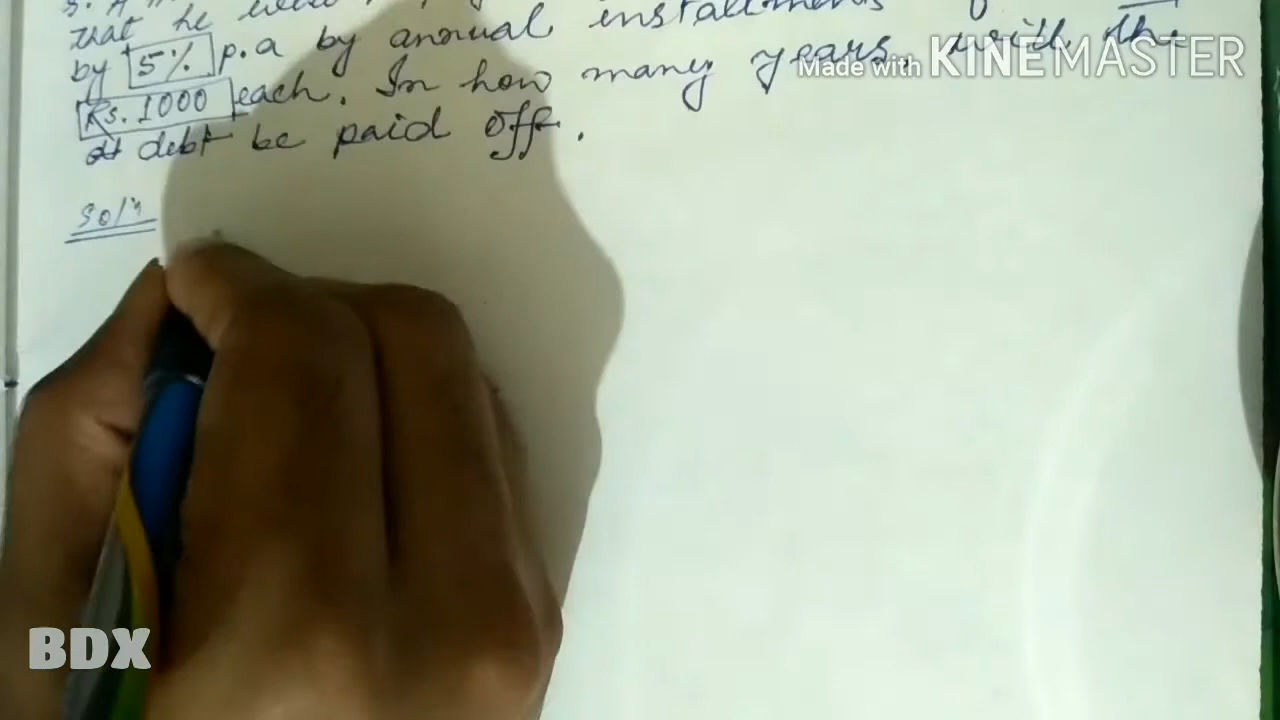 that he
by 5% p.a by annual installments
Rs. 1000 each. In how many years, will the
debt be paid off.
Soln
Made with KINEMASTER
BDX